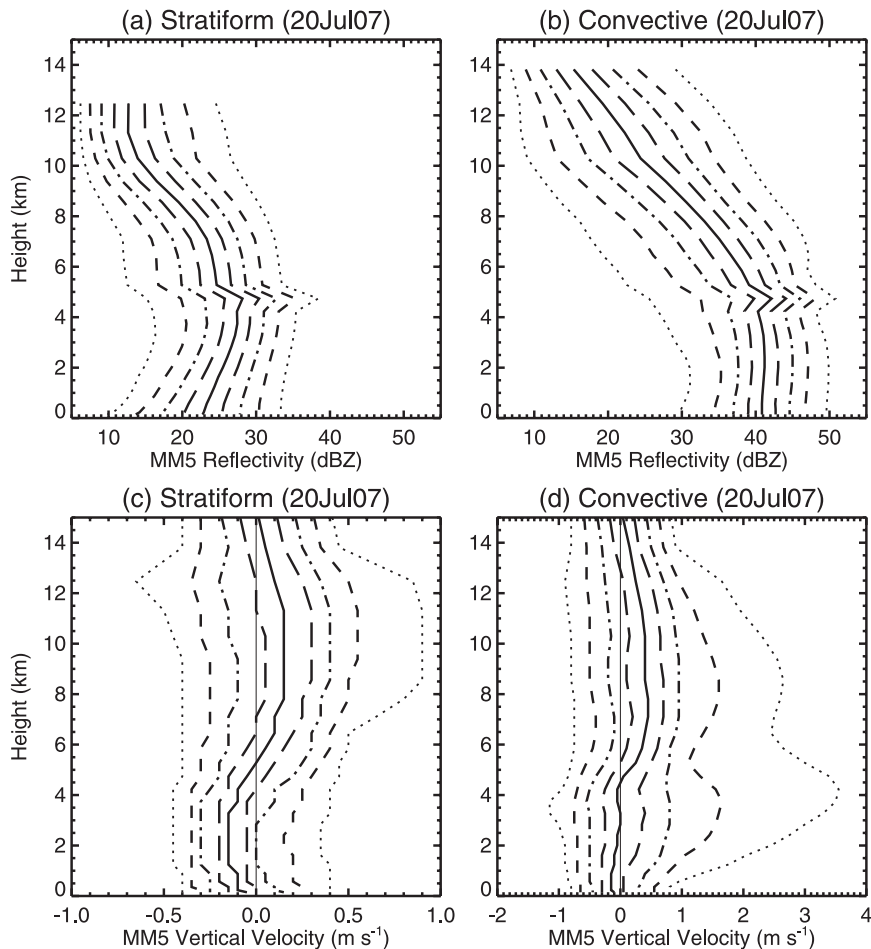 (a) Stratiform (20Jul07)
14
12
10
8
6
4
2
0
Height (km)
10 20 30 40 50
MM5 Reflectivity (dBZ)
(b) Convective (20Jul07)
14
12
10
8
6
4
2
0
10 20 30 40 50
MM5 Reflectivity (dBZ)
(c) Stratiform (20Jul07)
14
12
10
8
6
4
2
0
Height (km)
-1.0 -0.5 0.0 0.5 1.0
MM5 Vertical Velocity (m s⁻¹)
(d) Convective (20Jul07)
14
12
10
8
6
4
2
0
-2 -1 0 1 2 3 4
MM5 Vertical Velocity (m s⁻¹)